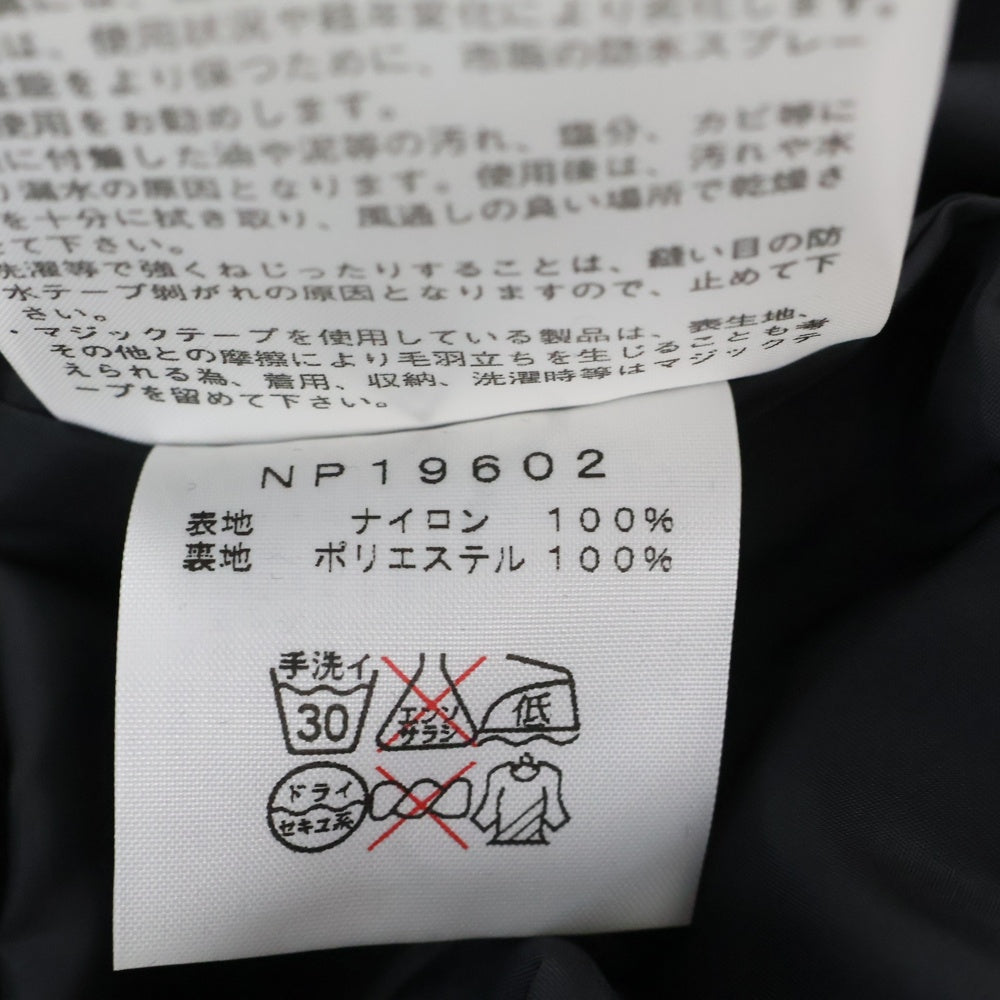 は、使用状況や経年変化により劣化します。
性能をより保つために、市販の防水スプレー
使用をお勧めします。
に付着した油や泥等の汚れ、塩分、カビ等に
り漏水の原因となります。使用後は、汚れや水
を十分に拭き取り、風通しの良い場所で乾燥さ
せて下さい。
洗濯等で強くねじったりすることは、縫い目の防
水テープ剝がれの原因となりますので、止めて下
さい。
・マジックテープを使用している製品は、表生地、
その他との摩擦により毛羽立ちを生じることも考
えられる為、着用、収納、洗濯時等はマジックテ
ープを留めて下さい。
NP19602
表地 ナイロン 100%
裏地 ポリエステル 100%
手洗イ
30
エンソ
サラシ
低
ドライ
セキユ系